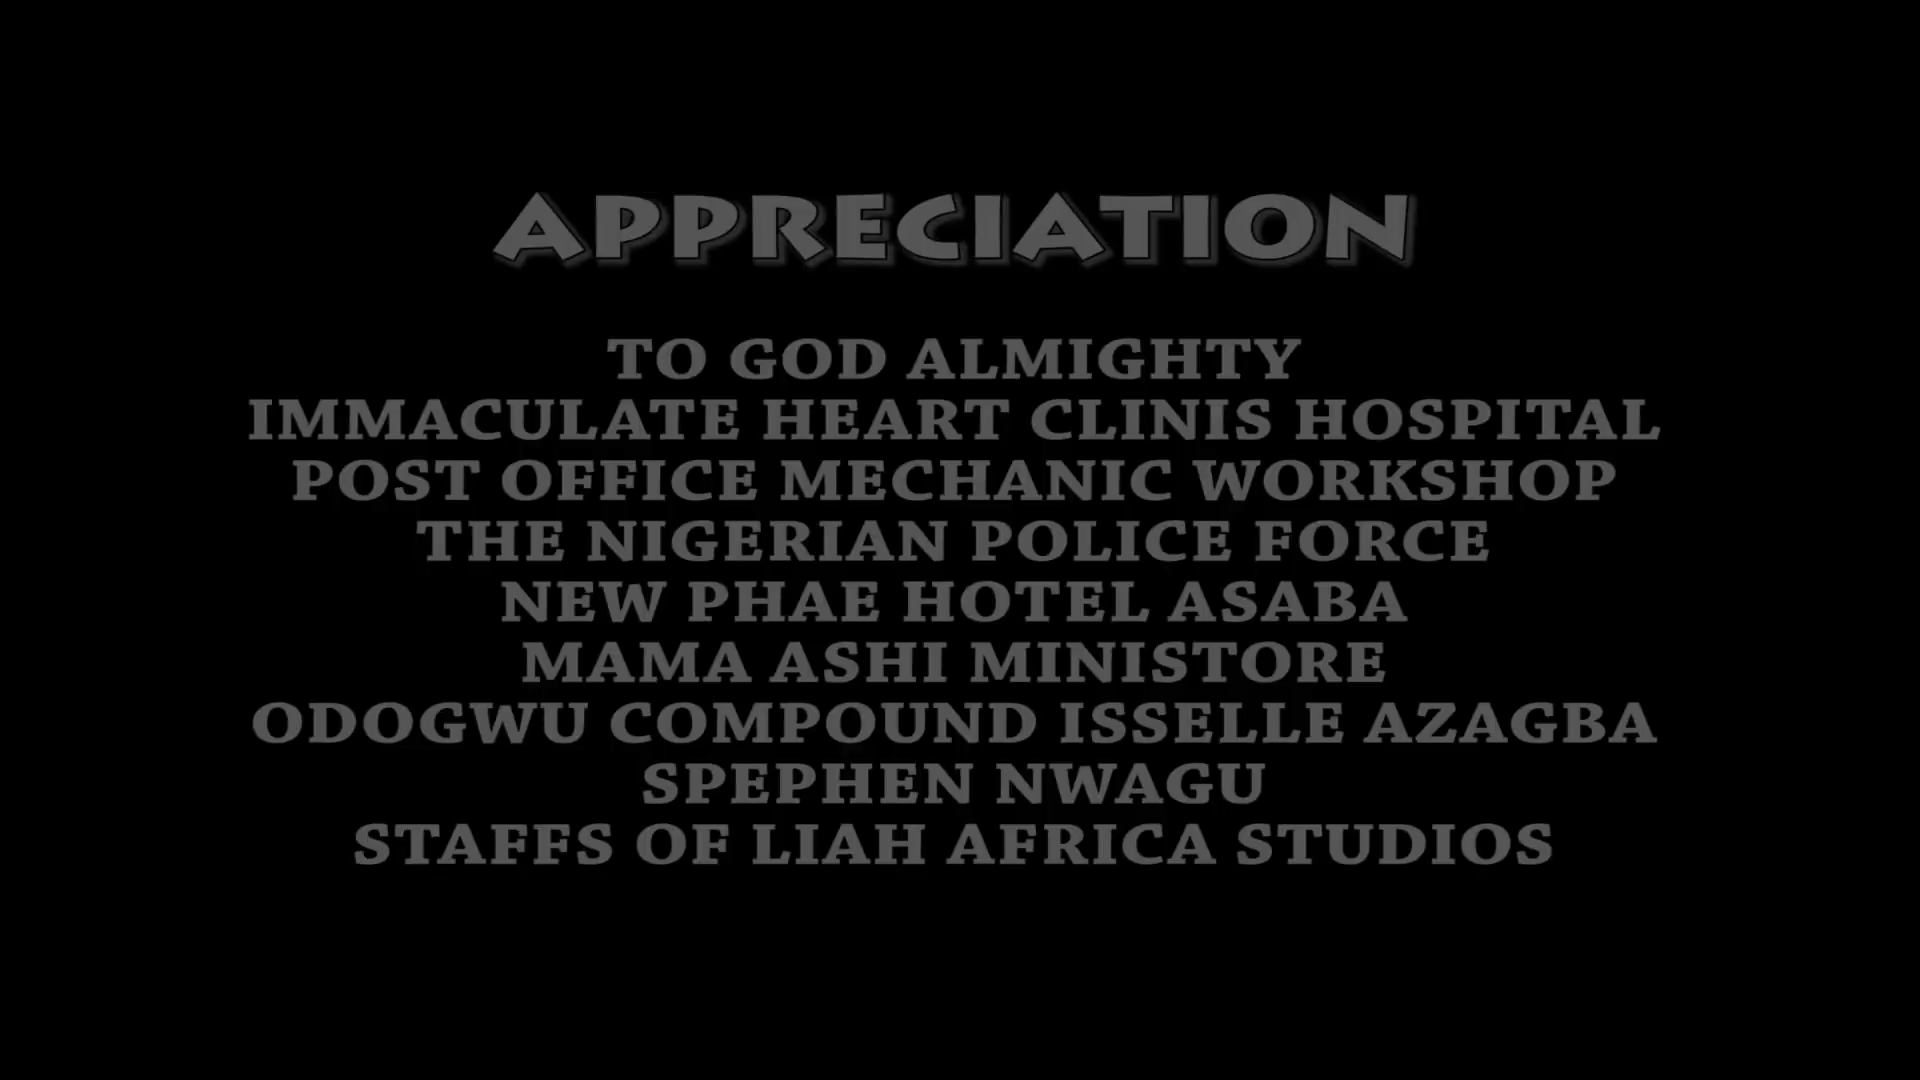 APPRECIATION
TO GOD ALMIGHTY
IMMACULATE HEART CLINIS HOSPITAL
POST OFFICE MECHANIC WORKSHOP
THE NIGERIAN POLICE FORCE
NEW PHAE HOTEL ASABA
MAMA ASHI MINISTORE
ODOGWU COMPOUND ISSELLE AZAGBA
SPEPHEN NWAGU
STAFFS OF LIAH AFRICA STUDIOS